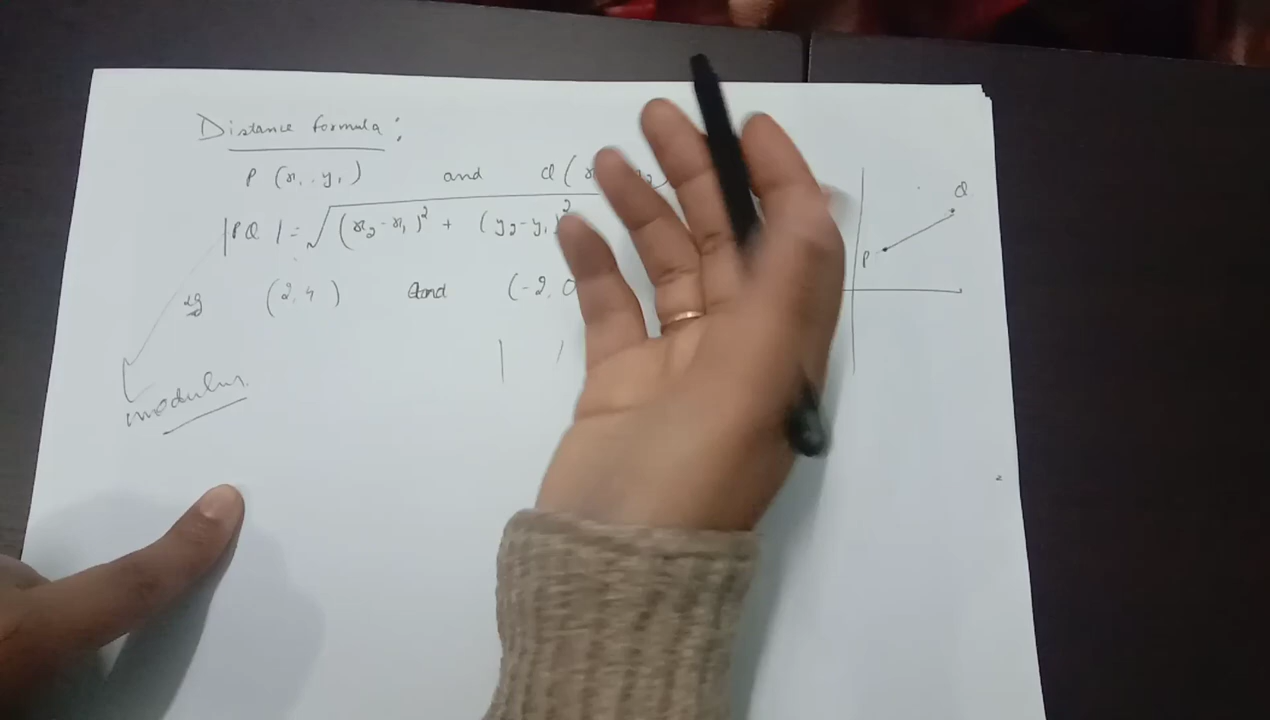 Distance formula:
P (x₁, y₁) and Q (
|PQ| = √(x₂-x₁)² + (y₂-y₁)²
eg (2, 4) and (-2, 0
| |
modulus
Q
P